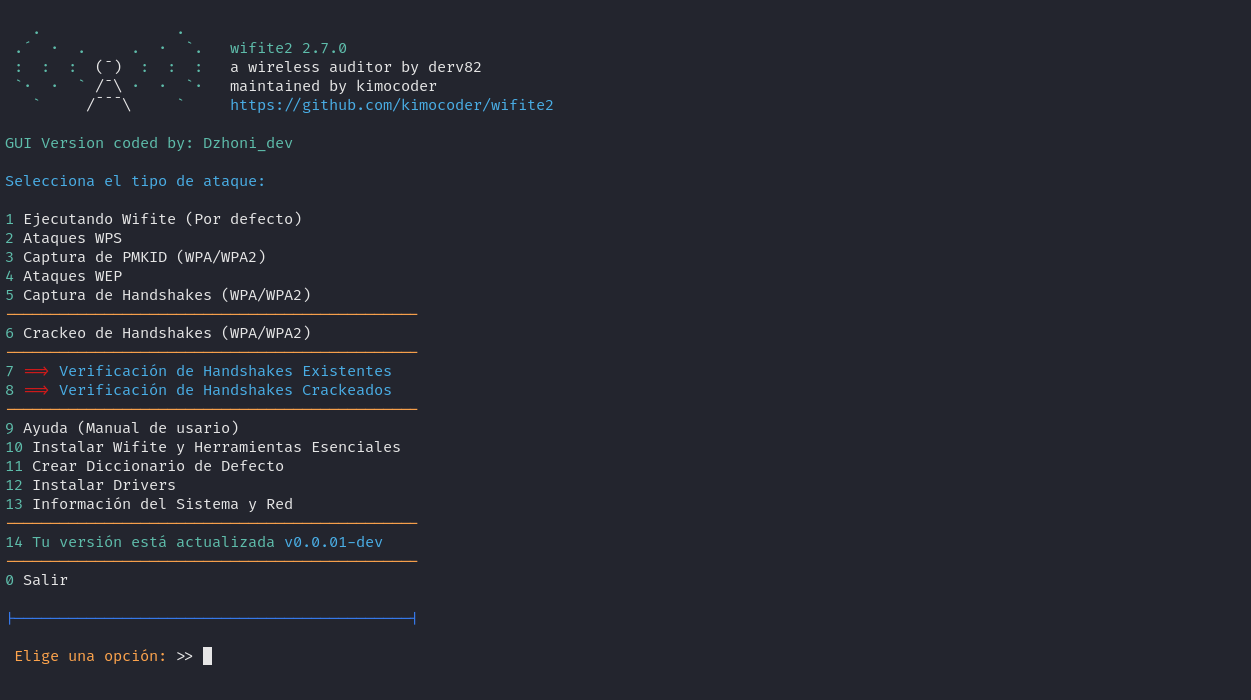 wifite2 2.7.0
a wireless auditor by derv82
maintained by kimocoder
https://github.com/kimocoder/wifite2
GUI Version coded by: Dzhoni_dev
Selecciona el tipo de ataque:
1 Ejecutando Wifite (Por defecto)
2 Ataques WPS
3 Captura de PMKID (WPA/WPA2)
4 Ataques WEP
5 Captura de Handshakes (WPA/WPA2)
6 Crackeo de Handshakes (WPA/WPA2)
7 ==> Verificación de Handshakes Existentes
8 ==> Verificación de Handshakes Crackeados
9 Ayuda (Manual de usario)
10 Instalar Wifite y Herramientas Esenciales
11 Crear Diccionario de Defecto
12 Instalar Drivers
13 Información del Sistema y Red
14 Tu versión está actualizada v0.0.01-dev
0 Salir
Elige una opción: >>